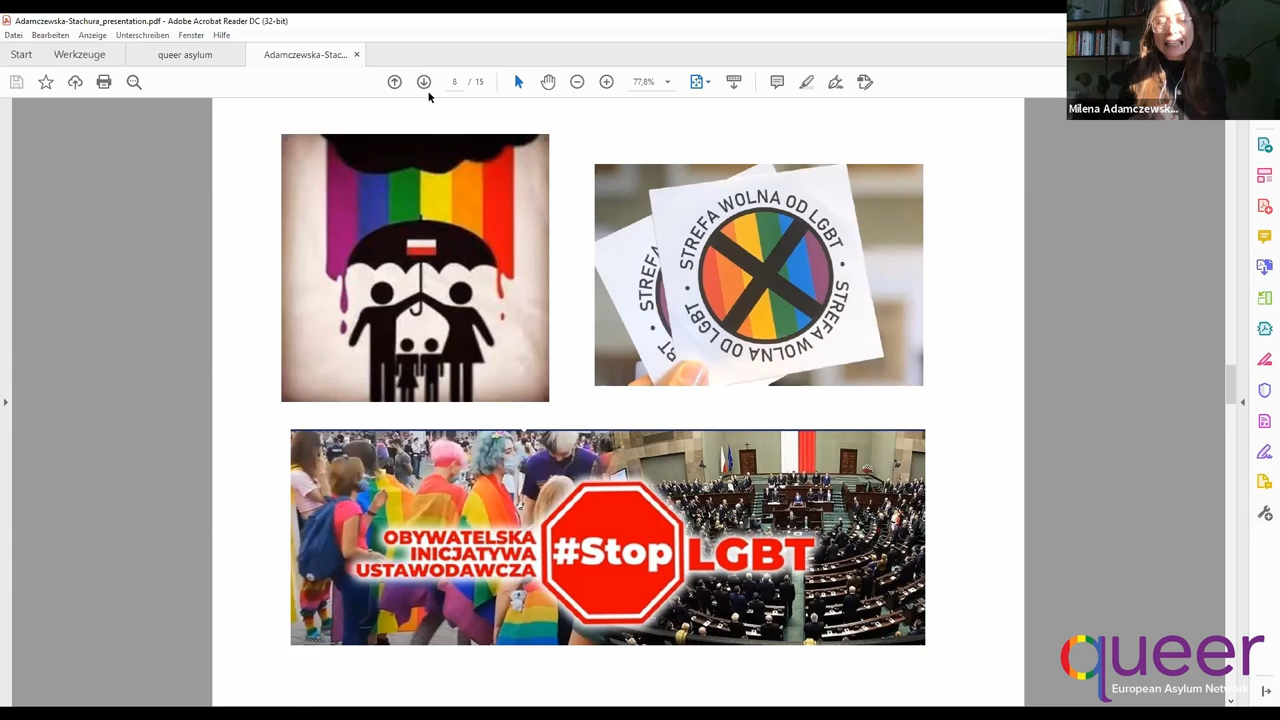 Adamczewska-Stachura_presentation.pdf - Adobe Acrobat Reader DC (32-bit)
Datei Bearbeiten Anzeige Unterschreiben Fenster Hilfe
Start Werkzeuge queer asylum Adamczewska-Stac... ×
8 / 15 77,8%
Milena Adamczewsk...
STREFA WOLNA OD LGBT • STREFA WOLNA OD LGBT •
STREFA
OBYWATELSKA
INICJATYWA
USTAWODAWCZA
#Stop
LGBT
queer
European Asylum Network